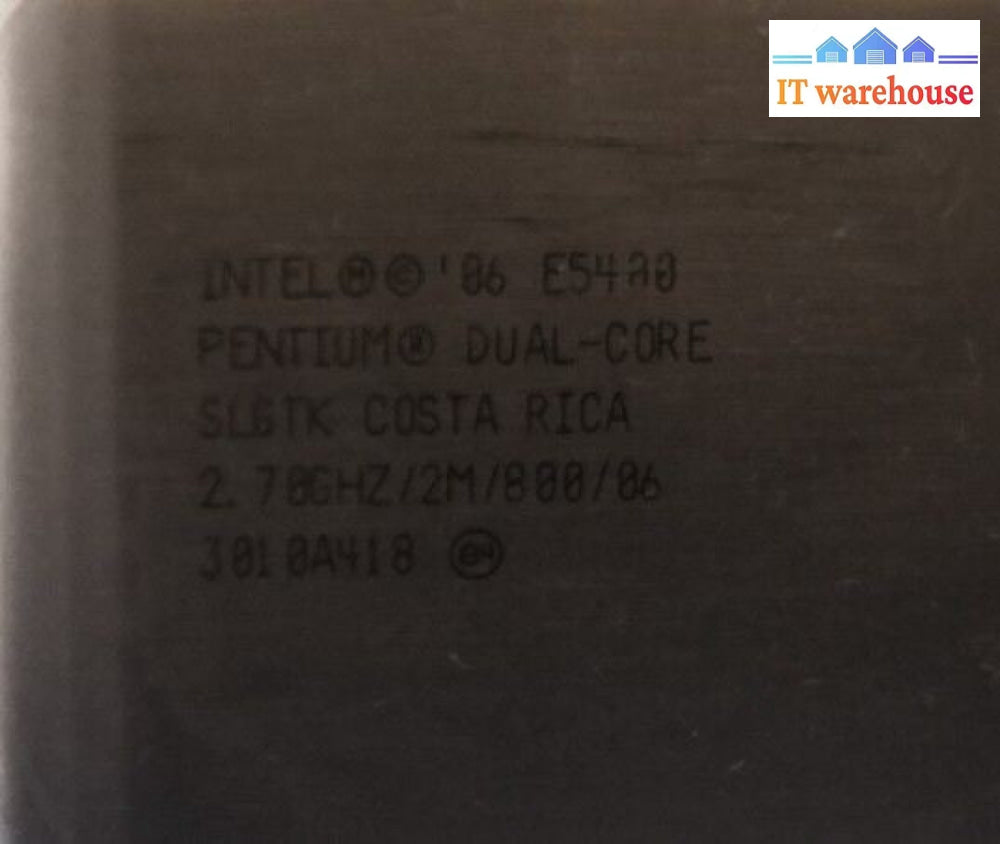 IT warehouse
INTEL Ⓜ © '06 E5400
PENTIUM® DUAL-CORE
SLGTK COSTA RICA
2.70GHZ/2M/800/06
3010A418 e4